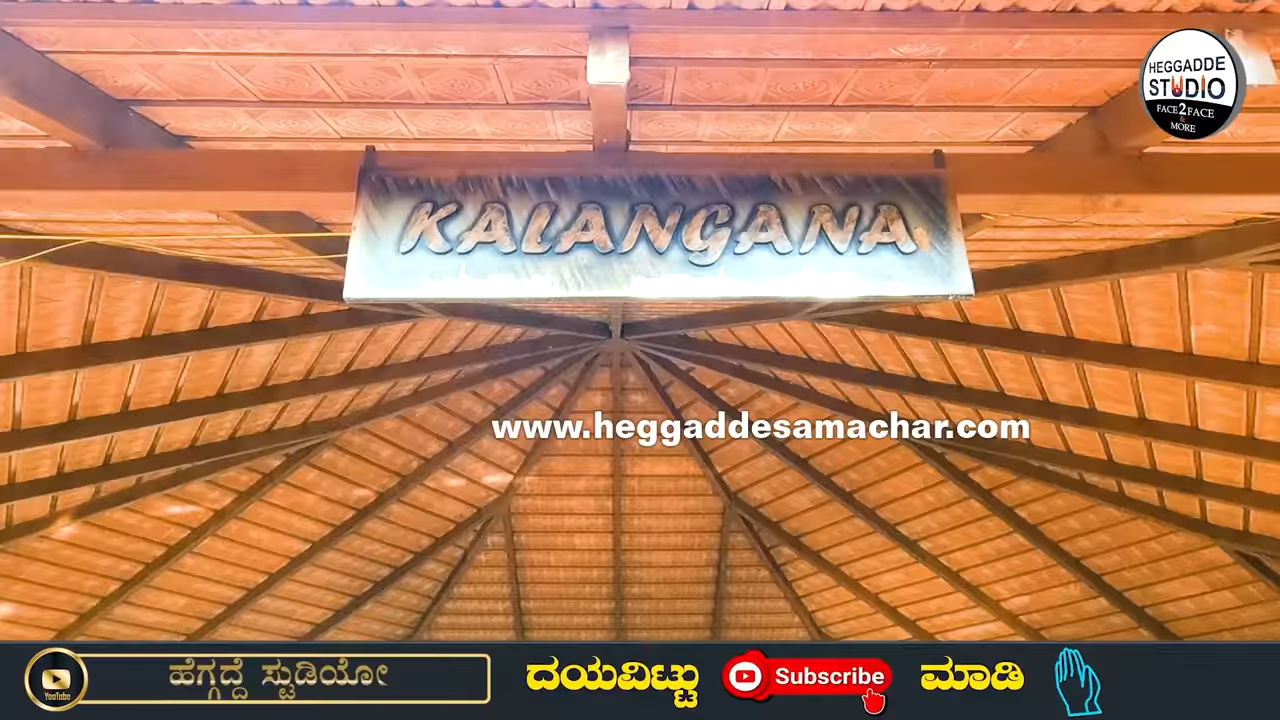 HEGGADDE
STUDIO
FACE2FACE
&
MORE
KALANGANA
www.heggaddesamachar.com
YouTube
ಹೆಗ್ಗದ್ದೆ ಸ್ಟುಡಿಯೋ
ದಯವಿಟ್ಟು Subscribe ಮಾಡಿ